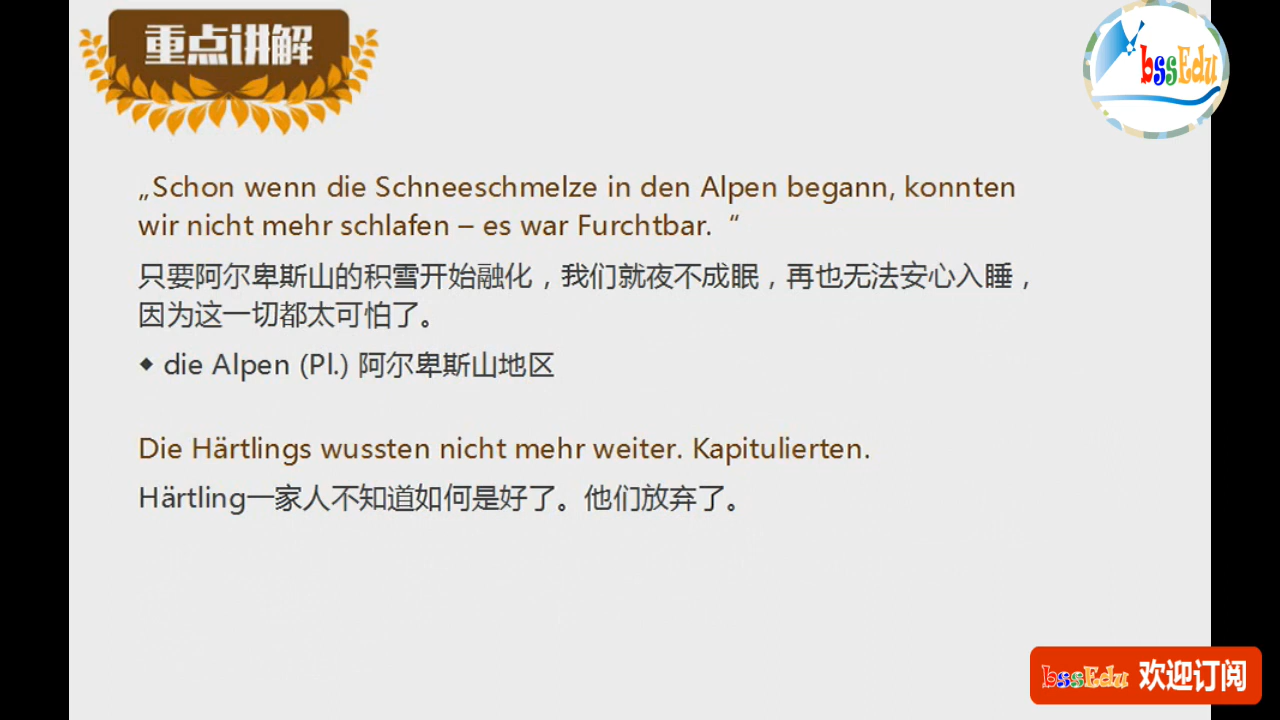 重点讲解
bssEdu
„Schon wenn die Schneeschmelze in den Alpen begann, konnten
wir nicht mehr schlafen – es war Furchtbar. “
只要阿尔卑斯山的积雪开始融化，我们就夜不成眠，再也无法安心入睡，
因为这一切都太可怕了。
◆ die Alpen (Pl.) 阿尔卑斯山地区
Die Härtlings wussten nicht mehr weiter. Kapitulierten.
Härtling一家人不知道如何是好了。他们放弃了。
bssEdu 欢迎订阅